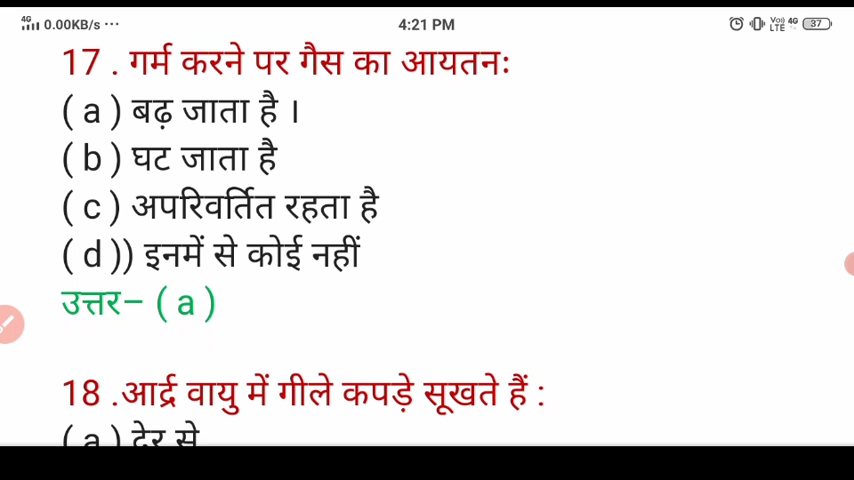 4G 0.00KB/s ... 4:21 PM Vo)) LTE 4G 37
17 . गर्म करने पर गैस का आयतनः
( a ) बढ़ जाता है ।
( b ) घट जाता है
( c ) अपरिवर्तित रहता है
( d )) इनमें से कोई नहीं
उत्तर− ( a )
18 .आर्द्र वायु में गीले कपड़े सूखते हैं :
( a ) देर से